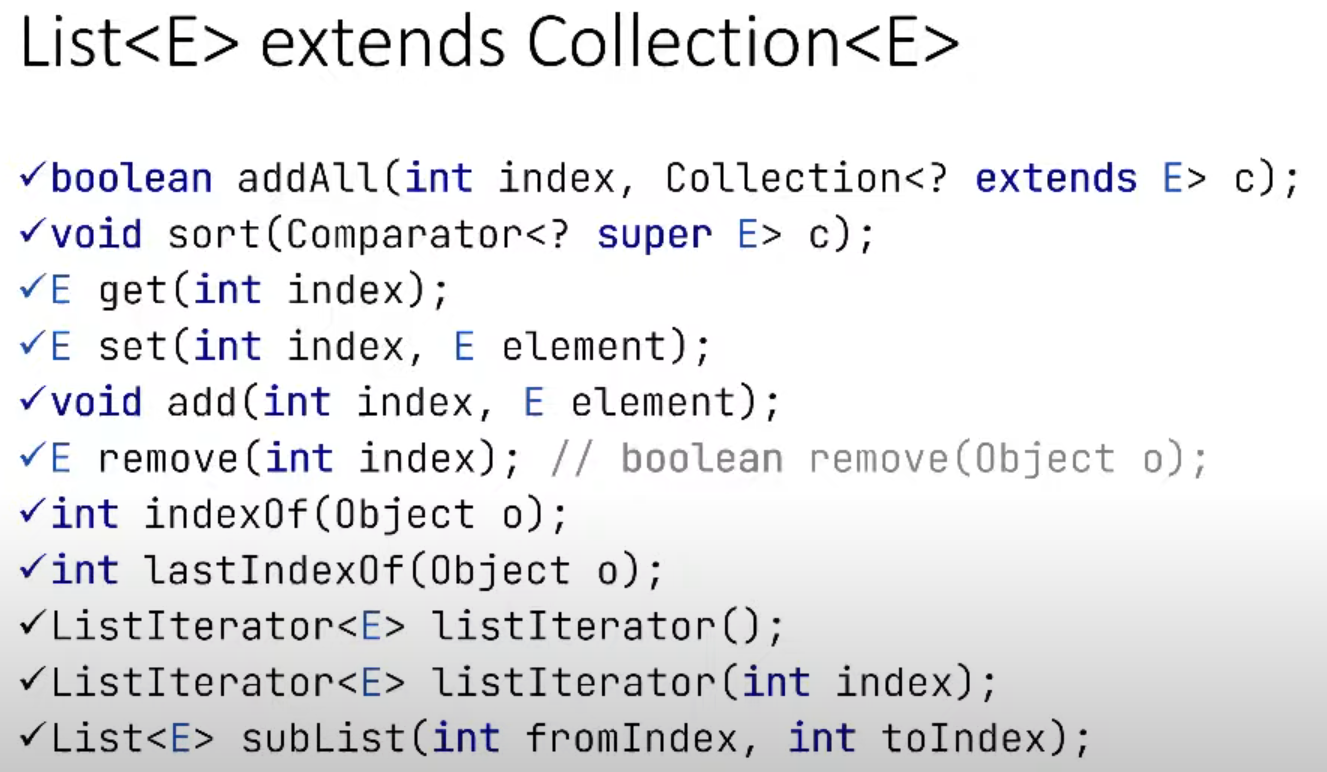 List<E> extends Collection<E>
✓boolean addAll(int index, Collection<? extends E> c);
✓void sort(Comparator<? super E> c);
✓E get(int index);
✓E set(int index, E element);
✓void add(int index, E element);
✓E remove(int index); // boolean remove(Object o);
✓int indexOf(Object o);
✓int lastIndexOf(Object o);
✓ListIterator<E> listIterator();
✓ListIterator<E> listIterator(int index);
✓List<E> subList(int fromIndex, int toIndex);